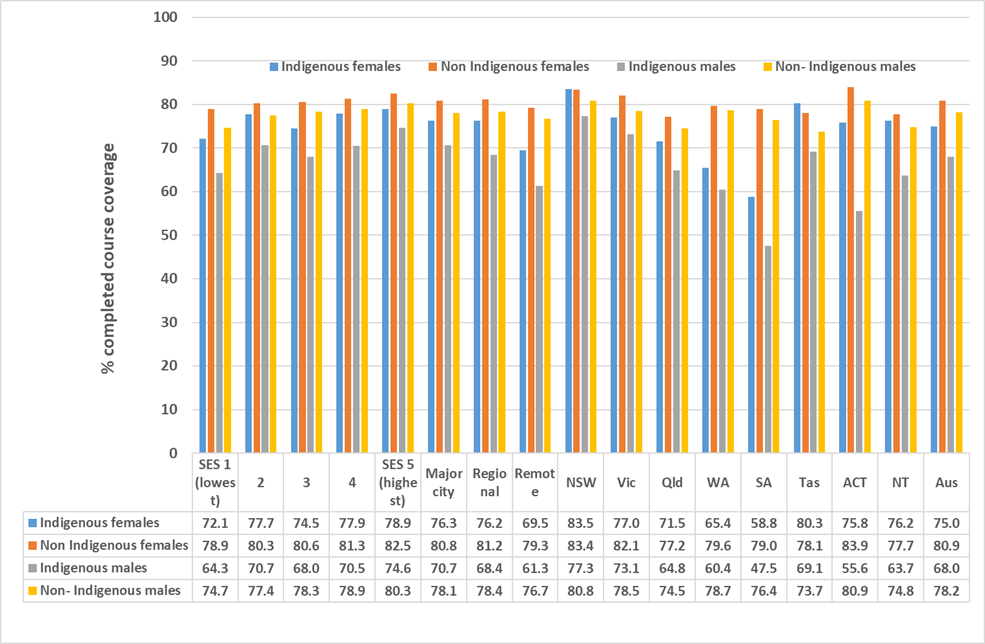 100
90
Indigenous females Non Indigenous females Indigenous males Non- Indigenous males
80
70
60
50
40
30
20
10
0
% completed course coverage
SES 1 (lowest) 2 3 4 SES 5 (highest) Major city Regional Remote NSW Vic Qld WA SA Tas ACT NT Aus
Indigenous females 72.1 77.7 74.5 77.9 78.9 76.3 76.2 69.5 83.5 77.0 71.5 65.4 58.8 80.3 75.8 76.2 75.0
Non Indigenous females 78.9 80.3 80.6 81.3 82.5 80.8 81.2 79.3 83.4 82.1 77.2 79.6 79.0 78.1 83.9 77.7 80.9
Indigenous males 64.3 70.7 68.0 70.5 74.6 70.7 68.4 61.3 77.3 73.1 64.8 60.4 47.5 69.1 55.6 63.7 68.0
Non- Indigenous males 74.7 77.4 78.3 78.9 80.3 78.1 78.4 76.7 80.8 78.5 74.5 78.7 76.4 73.7 80.9 74.8 78.2